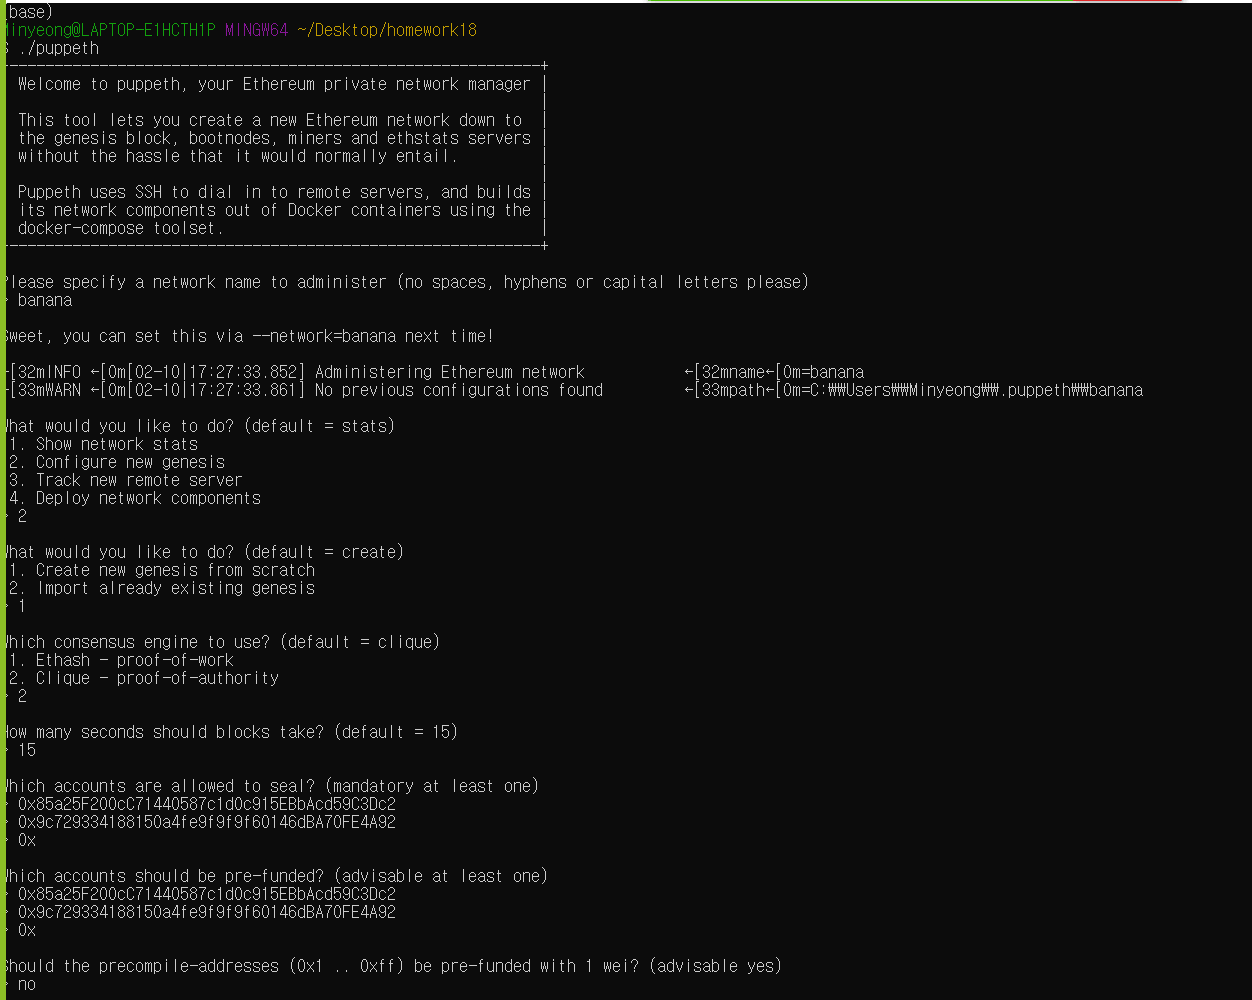 (base)
Minyeong@LAPTOP-E1HCTH1P MINGW64 ~/Desktop/homework18
$ ./puppeth
+-----------------------------------------------------------+
| Welcome to puppeth, your Ethereum private network manager |
|                                                           |
| This tool lets you create a new Ethereum network down to  |
| the genesis block, bootnodes, miners and ethstats servers |
| without the hassle that it would normally entail.         |
|                                                           |
| Puppeth uses SSH to dial in to remote servers, and builds |
| its network components out of Docker containers using the |
| docker-compose toolset.                                   |
+-----------------------------------------------------------+
Please specify a network name to administer (no spaces, hyphens or capital letters please)
> banana
Sweet, you can set this via --network=banana next time!
←[32mINFO ←[0m[02-10|17:27:33.852] Administering Ethereum network           ←[32mname←[0m=banana
←[33mWARN ←[0m[02-10|17:27:33.861] No previous configurations found         ←[33mpath←[0m=C:₩₩Users₩₩Minyeong₩₩.puppeth₩₩banana
What would you like to do? (default = stats)
1. Show network stats
2. Configure new genesis
3. Track new remote server
4. Deploy network components
> 2
What would you like to do? (default = create)
1. Create new genesis from scratch
2. Import already existing genesis
> 1
Which consensus engine to use? (default = clique)
1. Ethash - proof-of-work
2. Clique - proof-of-authority
> 2
How many seconds should blocks take? (default = 15)
> 15
Which accounts are allowed to seal? (mandatory at least one)
> 0x85a25F200cC71440587c1d0c915EBbAcd59C3Dc2
> 0x9c729334188150a4fe9f9f9f60146dBA70FE4A92
> 0x
Which accounts should be pre-funded? (advisable at least one)
> 0x85a25F200cC71440587c1d0c915EBbAcd59C3Dc2
> 0x9c729334188150a4fe9f9f9f60146dBA70FE4A92
> 0x
Should the precompile-addresses (0x1 .. 0xff) be pre-funded with 1 wei? (advisable yes)
> no